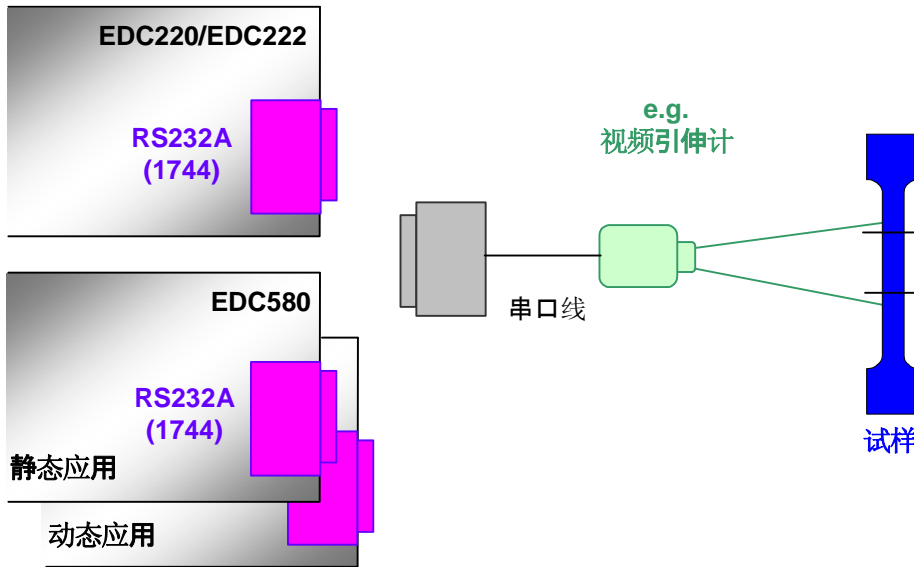 EDC220/EDC222
RS232A
(1744)
e.g.
视频引伸计
串口线
试样
EDC580
RS232A
(1744)
静态应用
动态应用